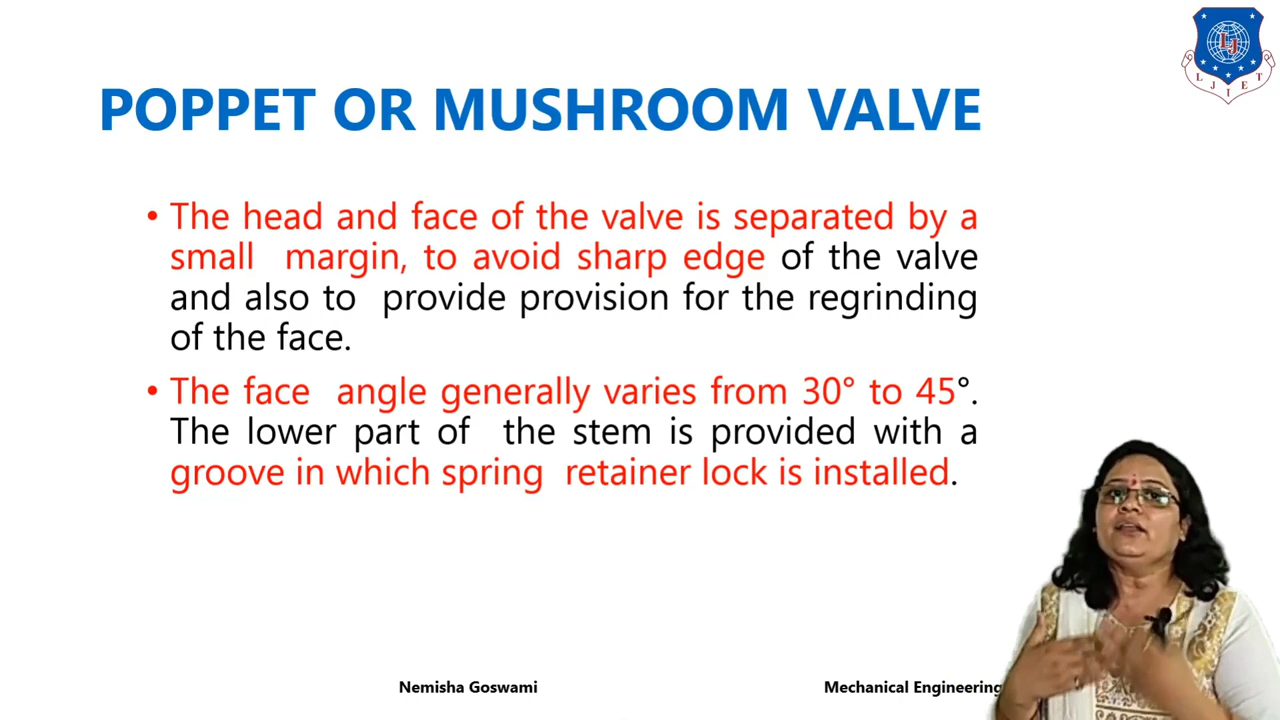 POPPET OR MUSHROOM VALVE
• The head and face of the valve is separated by a
small margin, to avoid sharp edge of the valve
and also to provide provision for the regrinding
of the face.
• The face angle generally varies from 30° to 45°.
The lower part of the stem is provided with a
groove in which spring retainer lock is installed.
Nemisha Goswami
Mechanical Engineering
LJ
L J I E T